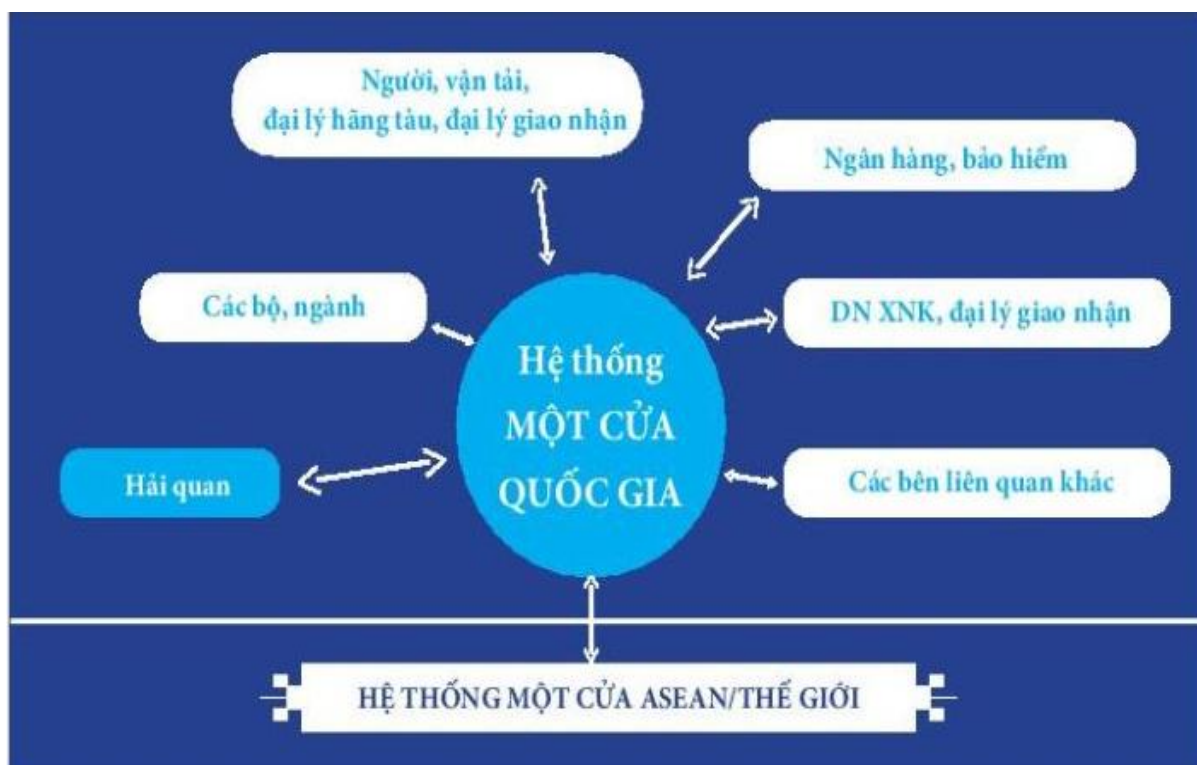 Người, vận tải,
đại lý hãng tàu, đại lý giao nhận
Ngân hàng, bảo hiểm
Các bộ, ngành
DN XNK, đại lý giao nhận
Hệ thống
MỘT CỬA
QUỐC GIA
Hải quan
Các bên liên quan khác
HỆ THỐNG MỘT CỬA ASEAN/THẾ GIỚI